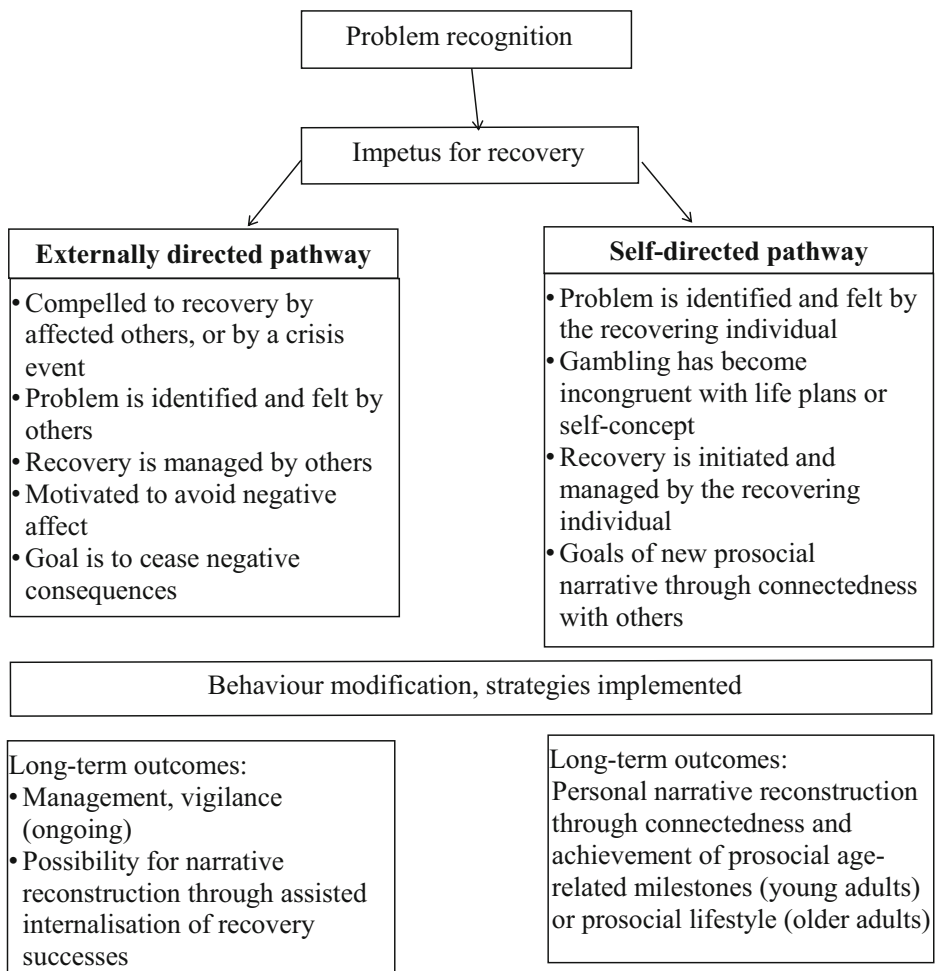 Problem recognition
Impetus for recovery
Externally directed pathway
• Compelled to recovery by
affected others, or by a crisis
event
• Problem is identified and felt by
others
• Recovery is managed by others
• Motivated to avoid negative
affect
• Goal is to cease negative
consequences
Self-directed pathway
• Problem is identified and felt by
the recovering individual
• Gambling has become
incongruent with life plans or
self-concept
• Recovery is initiated and
managed by the recovering
individual
• Goals of new prosocial
narrative through connectedness
with others
Behaviour modification, strategies implemented
Long-term outcomes:
• Management, vigilance
(ongoing)
• Possibility for narrative
reconstruction through assisted
internalisation of recovery
successes
Long-term outcomes:
Personal narrative reconstruction
through connectedness and
achievement of prosocial age-
related milestones (young adults)
or prosocial lifestyle (older adults)